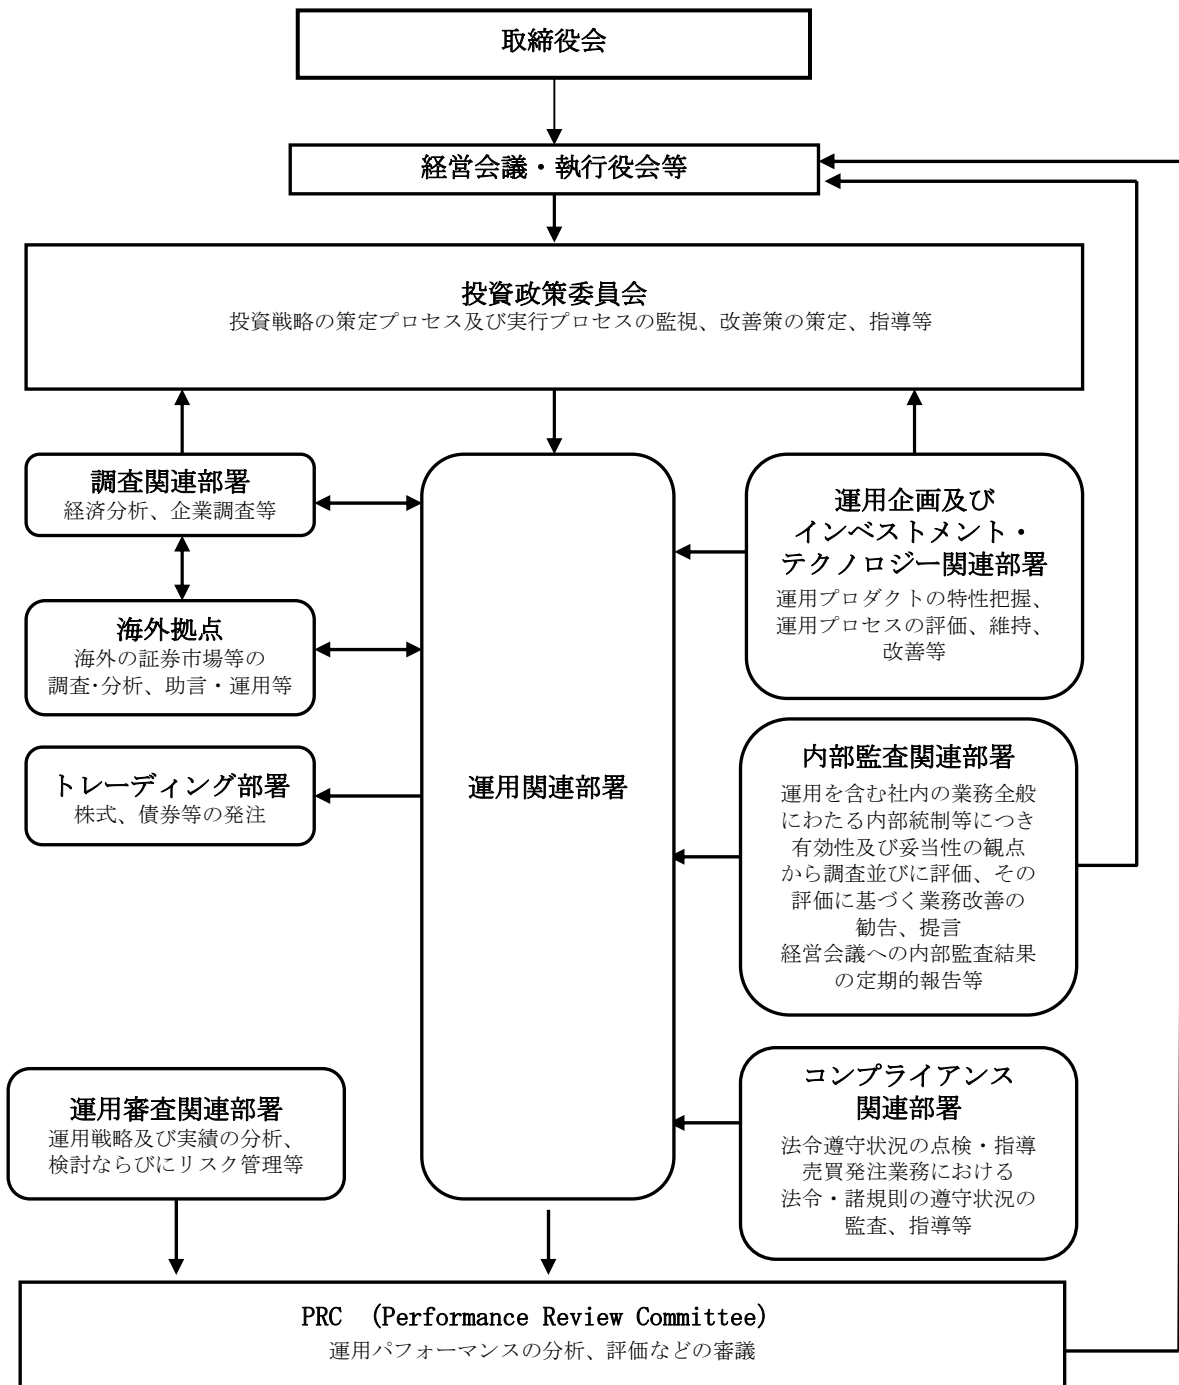 取締役会
経営会議・執行役会等
投資政策委員会
投資戦略の策定プロセス及び実行プロセスの監視、改善策の策定、指導等
調査関連部署
経済分析、企業調査等
海外拠点
海外の証券市場等の
調査･分析、助言・運用等
トレーディング部署
株式、債券等の発注
運用関連部署
運用企画及び
インベストメント・
テクノロジー関連部署
運用プロダクトの特性把握、
運用プロセスの評価、維持、
改善等
内部監査関連部署
運用を含む社内の業務全般
にわたる内部統制等につき
有効性及び妥当性の観点
から調査並びに評価、その
評価に基づく業務改善の
勧告、提言
経営会議への内部監査結果
の定期的報告等
コンプライアンス
関連部署
法令遵守状況の点検・指導
売買発注業務における
法令・諸規則の遵守状況の
監査、指導等
運用審査関連部署
運用戦略及び実績の分析、
検討ならびにリスク管理等
PRC (Performance Review Committee)
運用パフォーマンスの分析、評価などの審議